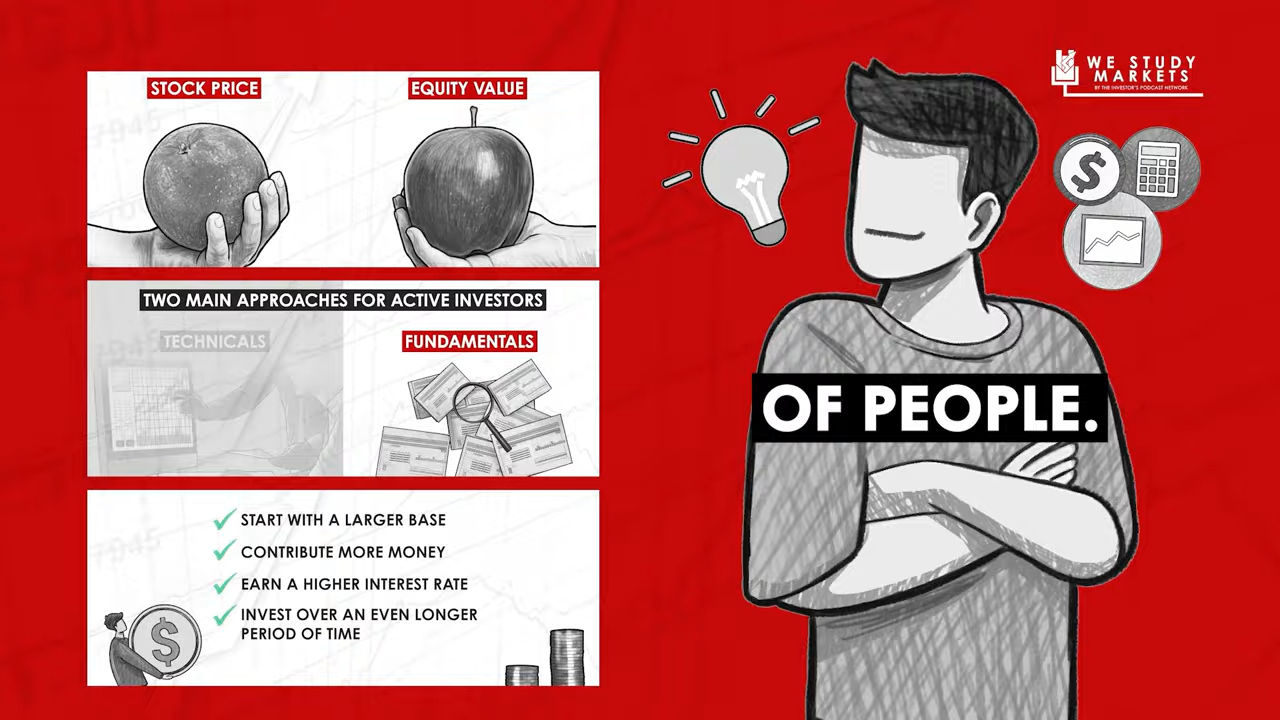 STOCK PRICE
EQUITY VALUE
TWO MAIN APPROACHES FOR ACTIVE INVESTORS
TECHNICALS
FUNDAMENTALS
START WITH A LARGER BASE
CONTRIBUTE MORE MONEY
EARN A HIGHER INTEREST RATE
INVEST OVER AN EVEN LONGER
PERIOD OF TIME
WE STUDY
MARKETS
BY THE INVESTOR'S PODCAST NETWORK
OF PEOPLE.